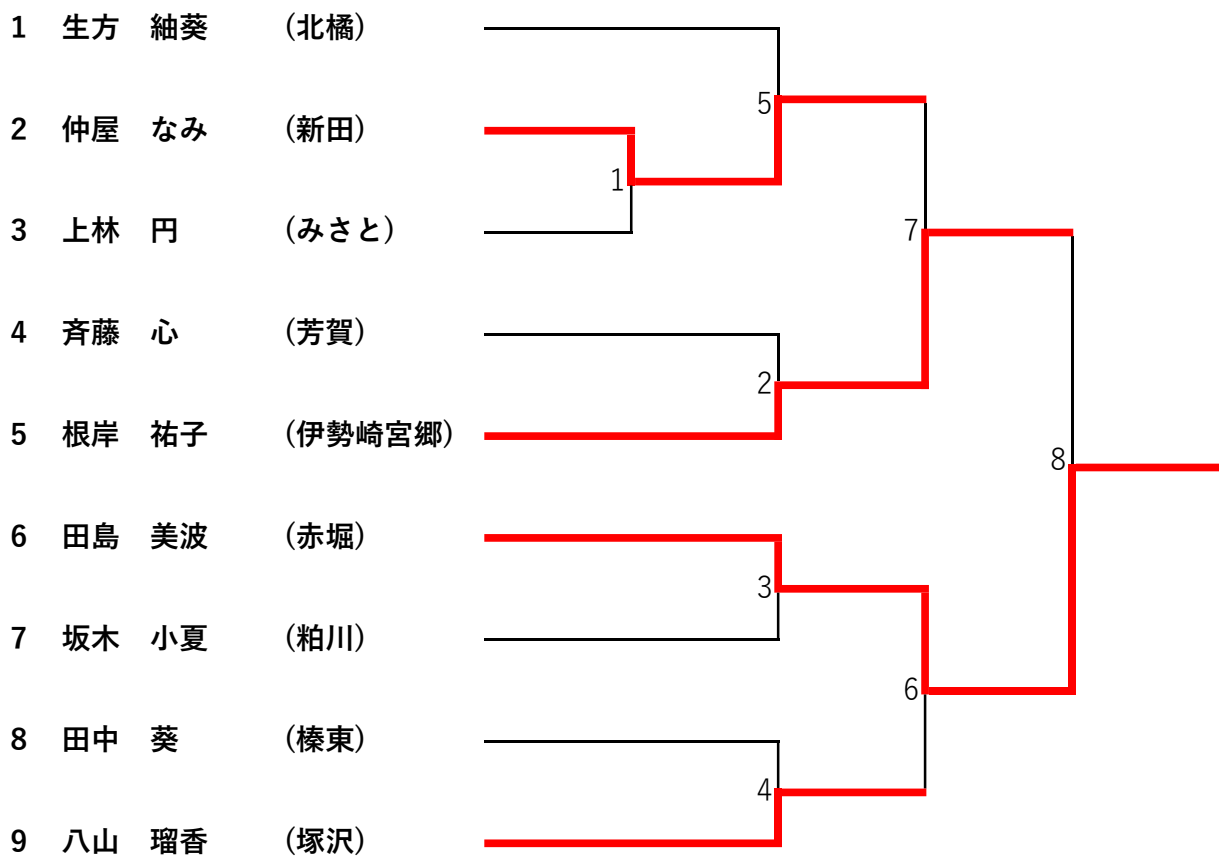 1 生方 紬葵 (北橘)
5
2 仲屋 なみ (新田)
1
3 上林 円 (みさと)
7
4 斉藤 心 (芳賀)
2
5 根岸 祐子 (伊勢崎宮郷)
8
6 田島 美波 (赤堀)
3
7 坂木 小夏 (粕川)
6
8 田中 葵 (榛東)
4
9 八山 瑠香 (塚沢)